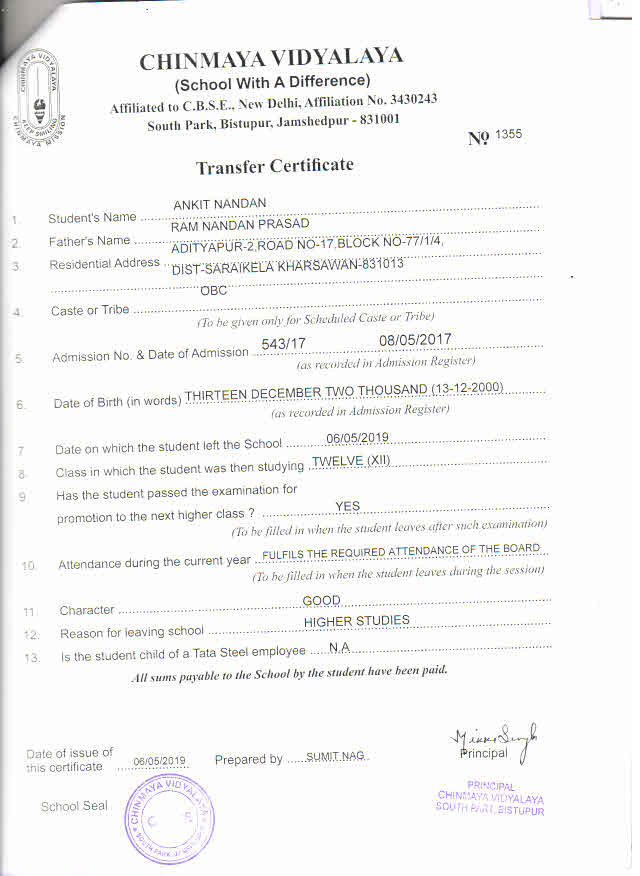 CHINMAYA VIDYALAYA
(School With A Difference)
Affiliated to C.B.S.E., New Delhi, Affiliation No. 3430243
South Park, Bistupur, Jamshedpur - 831001
CHINMAYA VIDYALAYA
KEEP SMILING
CHINMAYA MISSION
No. 1355
Transfer Certificate
1. Student's Name ANKIT NANDAN
2. Father's Name RAM NANDAN PRASAD
3. Residential Address ADITYAPUR-2,ROAD NO-17,BLOCK NO-77/1/4,
DIST-SARAIKELA KHARSAWAN-831013
4. Caste or Tribe OBC
(To be given only for Scheduled Caste or Tribe)
5. Admission No. & Date of Admission 543/17 08/05/2017
(as recorded in Admission Register)
6. Date of Birth (in words) THIRTEEN DECEMBER TWO THOUSAND (13-12-2000)
(as recorded in Admission Register)
7. Date on which the student left the School 06/05/2019
8. Class in which the student was then studying TWELVE (XII)
9. Has the student passed the examination for
promotion to the next higher class ? YES
(To be filled in when the student leaves after such examination)
10. Attendance during the current year FULFILS THE REQUIRED ATTENDANCE OF THE BOARD
(To be filled in when the student leaves during the session)
11. Character GOOD
12. Reason for leaving school HIGHER STUDIES
13. Is the student child of a Tata Steel employee N.A
All sums payable to the School by the student have been paid.
Date of issue of
this certificate 06/05/2019 Prepared by SUMIT NAG.
Principal
PRINCIPAL
CHINMAYA VIDYALAYA
SOUTH PARK, BISTUPUR
School Seal
CHINMAYA VIDYALAYA
SOUTH PARK